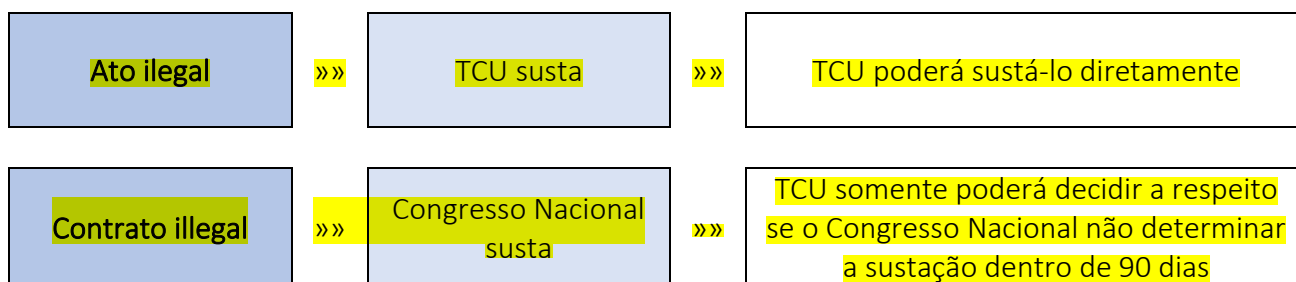 Ato ilegal »» TCU susta »» TCU poderá sustá-lo diretamente
Contrato illegal »» Congresso Nacional susta »» TCU somente poderá decidir a respeito
se o Congresso Nacional não determinar
a sustação dentro de 90 dias